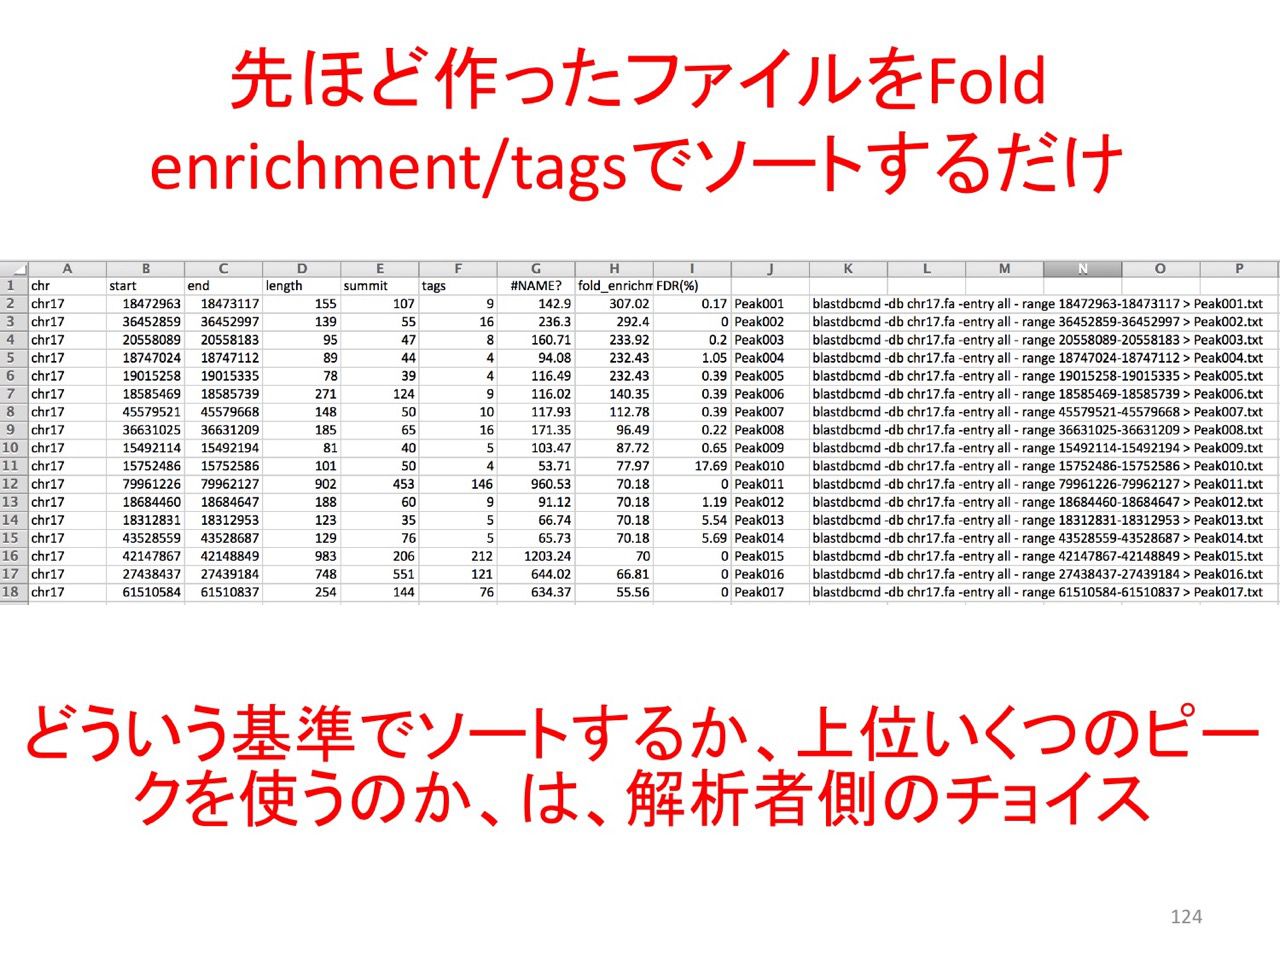 先ほど作ったファイルをFold
enrichment/tagsでソートするだけ
A B C D E F G H I J K L M N O P
1 chr start end length summit tags #NAME? fold_enrichm FDR(%)
2 chr17 18472963 18473117 155 107 9 142.9 307.02 0.17 Peak001 blastdbcmd -db chr17.fa -entry all - range 18472963-18473117 > Peak001.txt
3 chr17 36452859 36452997 139 55 16 236.3 292.4 0 Peak002 blastdbcmd -db chr17.fa -entry all - range 36452859-36452997 > Peak002.txt
4 chr17 20558089 20558183 95 47 8 160.71 233.92 0.2 Peak003 blastdbcmd -db chr17.fa -entry all - range 20558089-20558183 > Peak003.txt
5 chr17 18747024 18747112 89 44 4 94.08 232.43 1.05 Peak004 blastdbcmd -db chr17.fa -entry all - range 18747024-18747112 > Peak004.txt
6 chr17 19015258 19015335 78 39 4 116.49 232.43 0.39 Peak005 blastdbcmd -db chr17.fa -entry all - range 19015258-19015335 > Peak005.txt
7 chr17 18585469 18585739 271 124 9 116.02 140.35 0.39 Peak006 blastdbcmd -db chr17.fa -entry all - range 18585469-18585739 > Peak006.txt
8 chr17 45579521 45579668 148 50 10 117.93 112.78 0.39 Peak007 blastdbcmd -db chr17.fa -entry all - range 45579521-45579668 > Peak007.txt
9 chr17 36631025 36631209 185 65 16 171.35 96.49 0.22 Peak008 blastdbcmd -db chr17.fa -entry all - range 36631025-36631209 > Peak008.txt
10 chr17 15492114 15492194 81 40 5 103.47 87.72 0.65 Peak009 blastdbcmd -db chr17.fa -entry all - range 15492114-15492194 > Peak009.txt
11 chr17 15752486 15752586 101 50 4 53.71 77.97 17.69 Peak010 blastdbcmd -db chr17.fa -entry all - range 15752486-15752586 > Peak010.txt
12 chr17 79961226 79962127 902 453 146 960.53 70.18 0 Peak011 blastdbcmd -db chr17.fa -entry all - range 79961226-79962127 > Peak011.txt
13 chr17 18684460 18684647 188 60 9 91.12 70.18 1.19 Peak012 blastdbcmd -db chr17.fa -entry all - range 18684460-18684647 > Peak012.txt
14 chr17 18312831 18312953 123 35 5 66.74 70.18 5.54 Peak013 blastdbcmd -db chr17.fa -entry all - range 18312831-18312953 > Peak013.txt
15 chr17 43528559 43528687 129 76 5 65.73 70.18 5.69 Peak014 blastdbcmd -db chr17.fa -entry all - range 43528559-43528687 > Peak014.txt
16 chr17 42147867 42148849 983 206 212 1203.24 70 0 Peak015 blastdbcmd -db chr17.fa -entry all - range 42147867-42148849 > Peak015.txt
17 chr17 27438437 27439184 748 551 121 644.02 66.81 0 Peak016 blastdbcmd -db chr17.fa -entry all - range 27438437-27439184 > Peak016.txt
18 chr17 61510584 61510837 254 144 76 634.37 55.56 0 Peak017 blastdbcmd -db chr17.fa -entry all - range 61510584-61510837 > Peak017.txt
どういう基準でソートするか、上位いくつのピー
クを使うのか、は、解析者側のチョイス
124